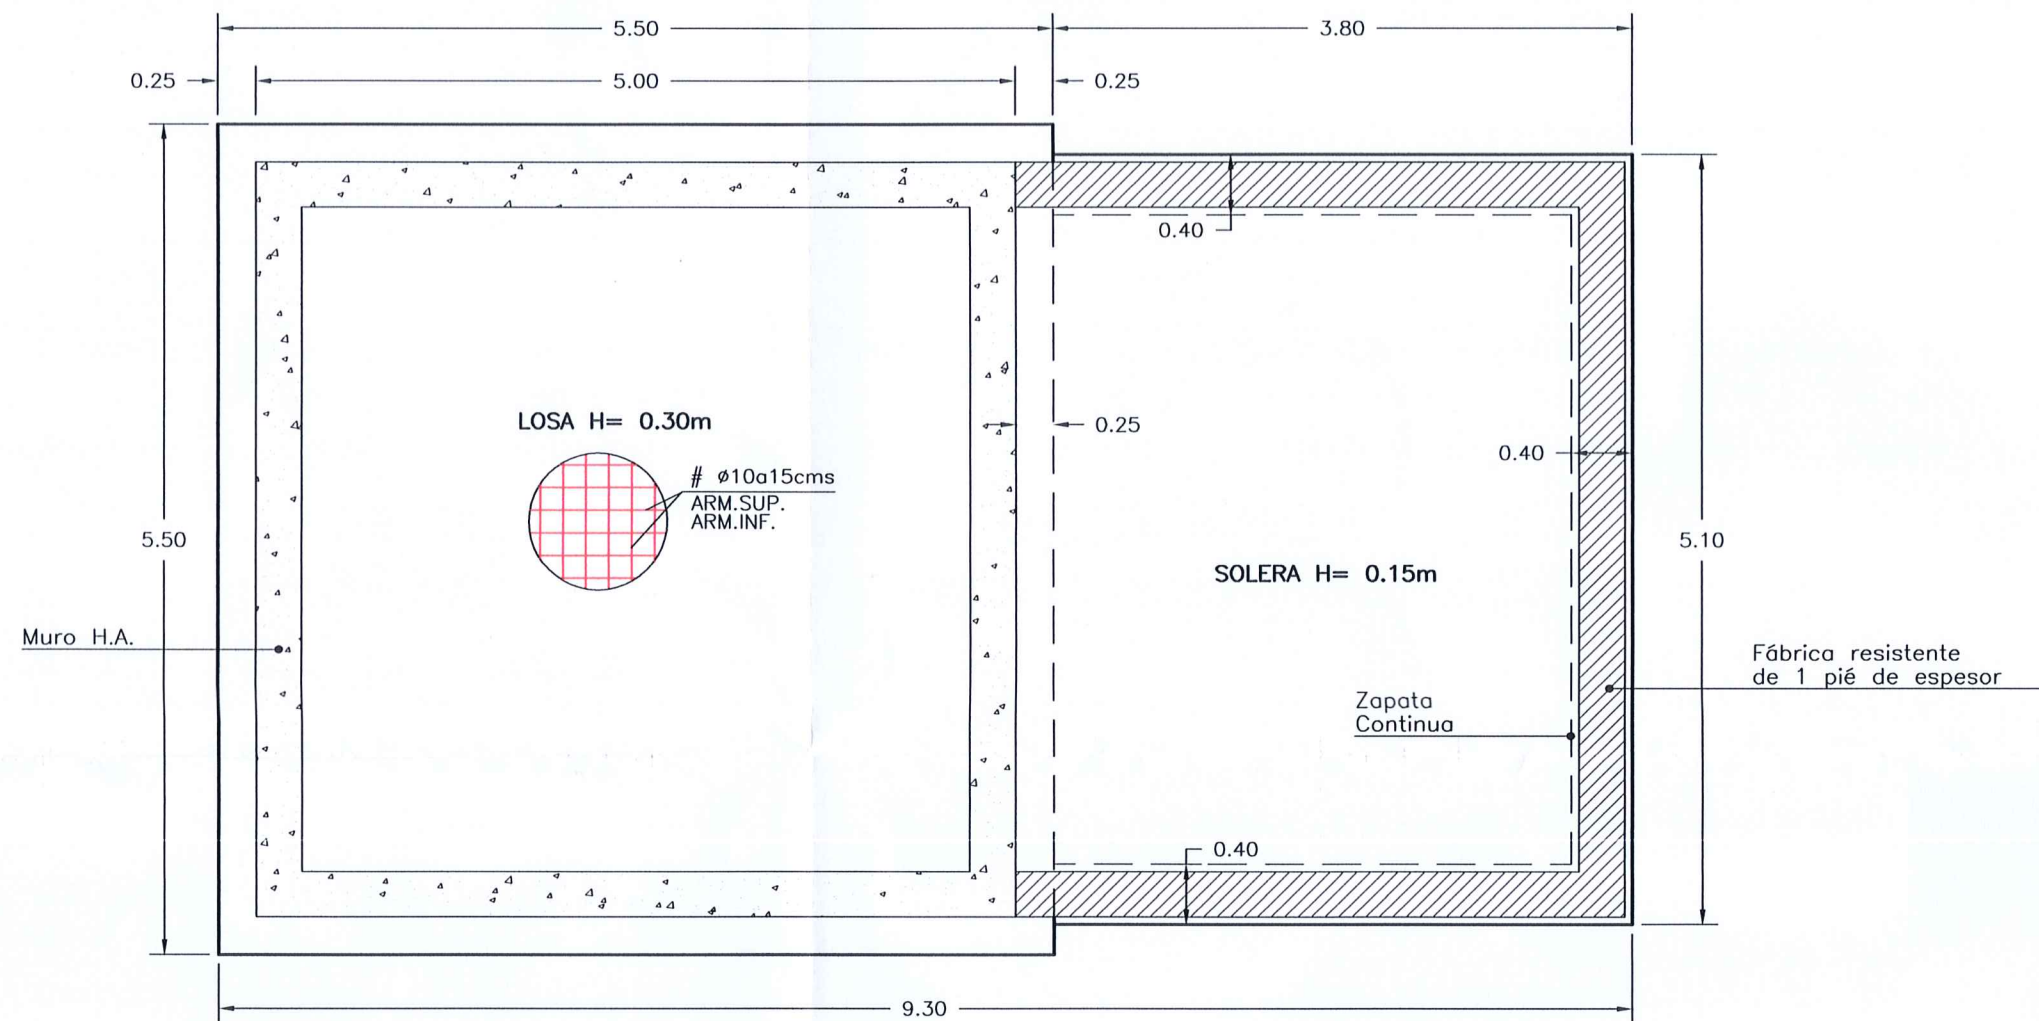 5.50
3.80
0.25
5.00
0.25
0.40
LOSA H= 0.30m
0.25
0.40
# ø10a15cms
ARM.SUP.
ARM.INF.
5.50
5.10
SOLERA H= 0.15m
Muro H.A.
Fábrica resistente
de 1 pié de espesor
Zapata
Continua
0.40
9.30